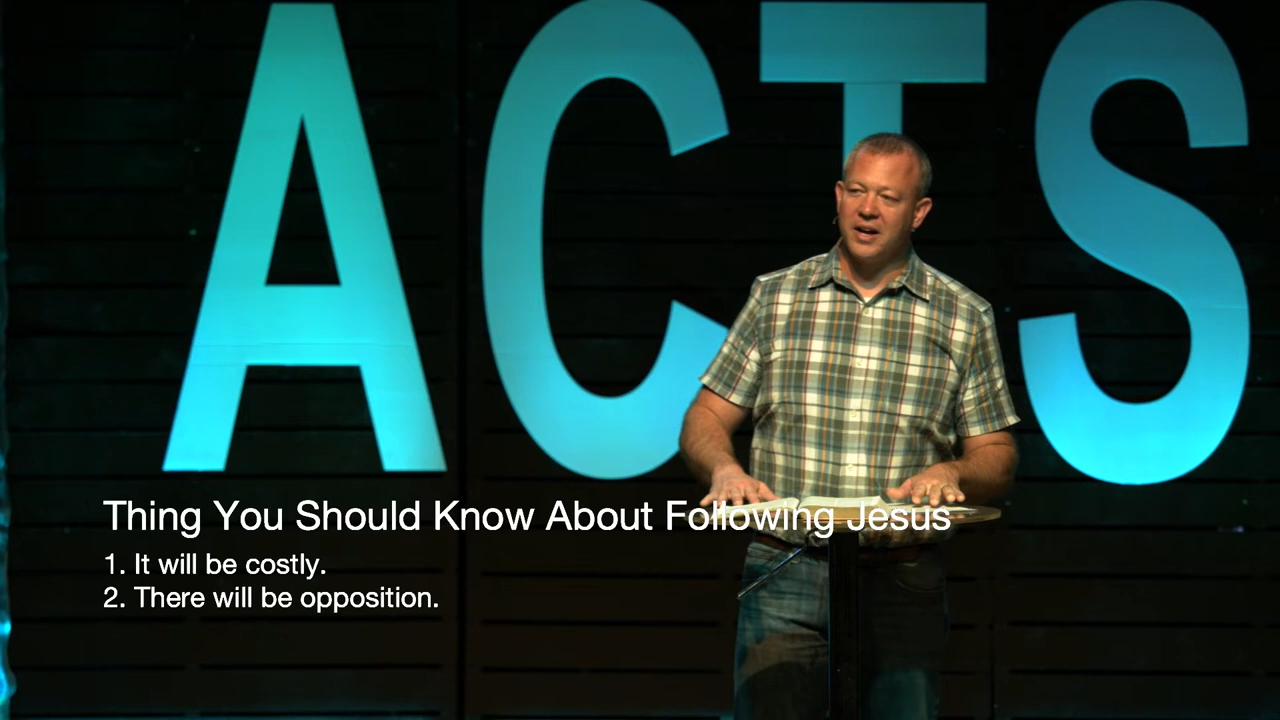 ACTS
Thing You Should Know About Following Jesus
1. It will be costly.
2. There will be opposition.